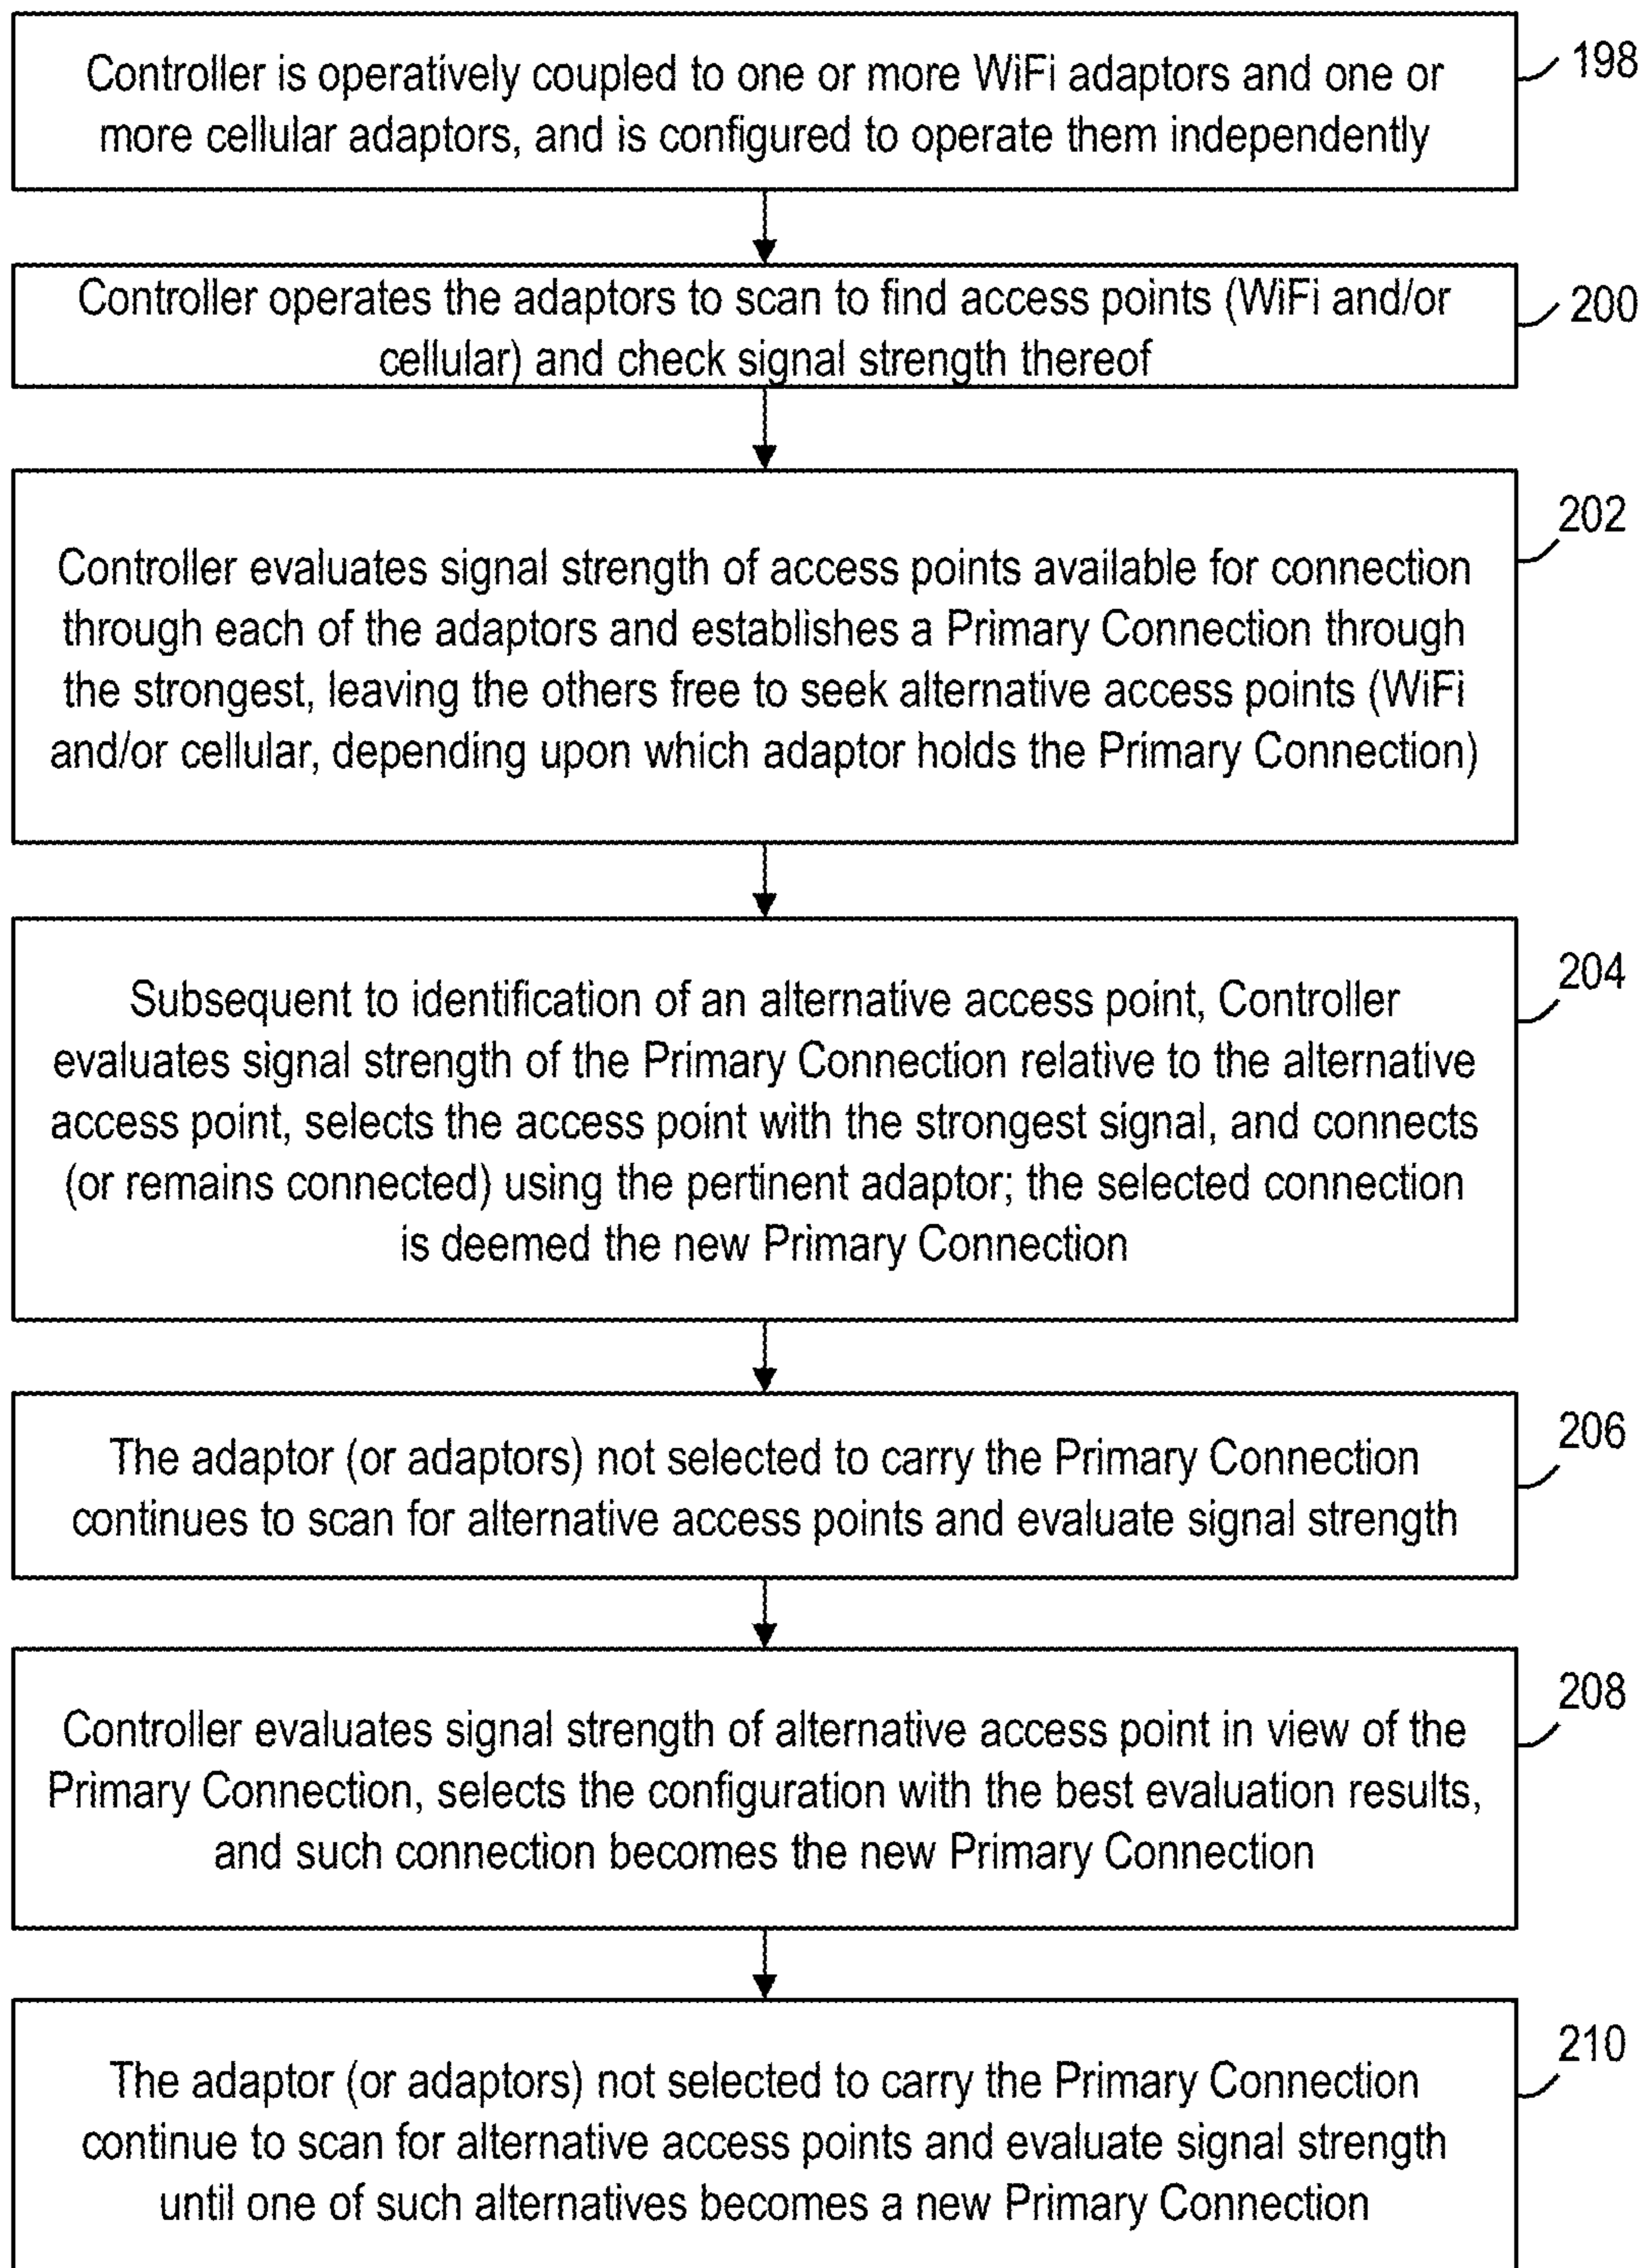 Controller is operatively coupled to one or more WiFi adaptors and one or
more cellular adaptors, and is configured to operate them independently
198
Controller operates the adaptors to scan to find access points (WiFi and/or
cellular) and check signal strength thereof
200
Controller evaluates signal strength of access points available for connection
through each of the adaptors and establishes a Primary Connection through
the strongest, leaving the others free to seek alternative access points (WiFi
and/or cellular, depending upon which adaptor holds the Primary Connection)
202
Subsequent to identification of an alternative access point, Controller
evaluates signal strength of the Primary Connection relative to the alternative
access point, selects the access point with the strongest signal, and connects
(or remains connected) using the pertinent adaptor; the selected connection
is deemed the new Primary Connection
204
The adaptor (or adaptors) not selected to carry the Primary Connection
continues to scan for alternative access points and evaluate signal strength
206
Controller evaluates signal strength of alternative access point in view of the
Primary Connection, selects the configuration with the best evaluation results,
and such connection becomes the new Primary Connection
208
The adaptor (or adaptors) not selected to carry the Primary Connection
continue to scan for alternative access points and evaluate signal strength
until one of such alternatives becomes a new Primary Connection
210